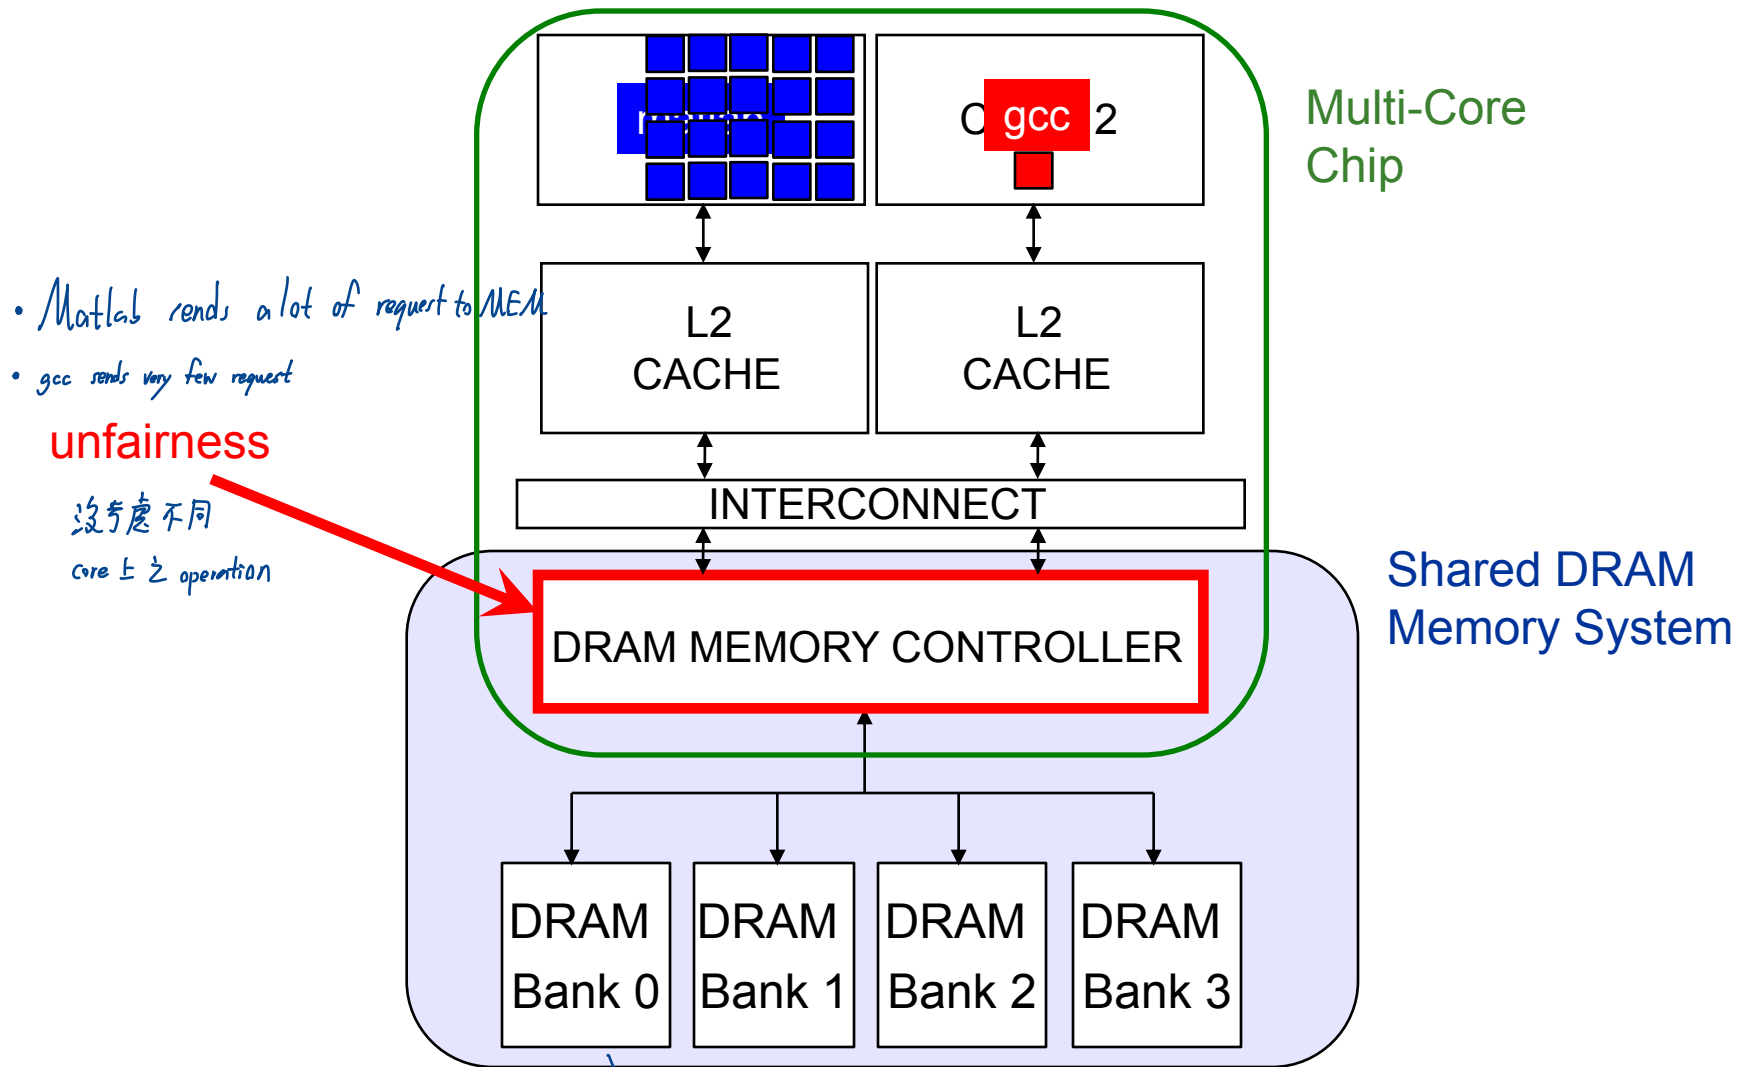 gcc
2
Multi-Core
Chip
• Matlab sends a lot of request to MEM
• gcc sends very few request
L2
CACHE
L2
CACHE
unfairness
沒考慮不同
core 上之 operation
INTERCONNECT
DRAM MEMORY CONTROLLER
Shared DRAM
Memory System
DRAM
Bank 0
DRAM
Bank 1
DRAM
Bank 2
DRAM
Bank 3